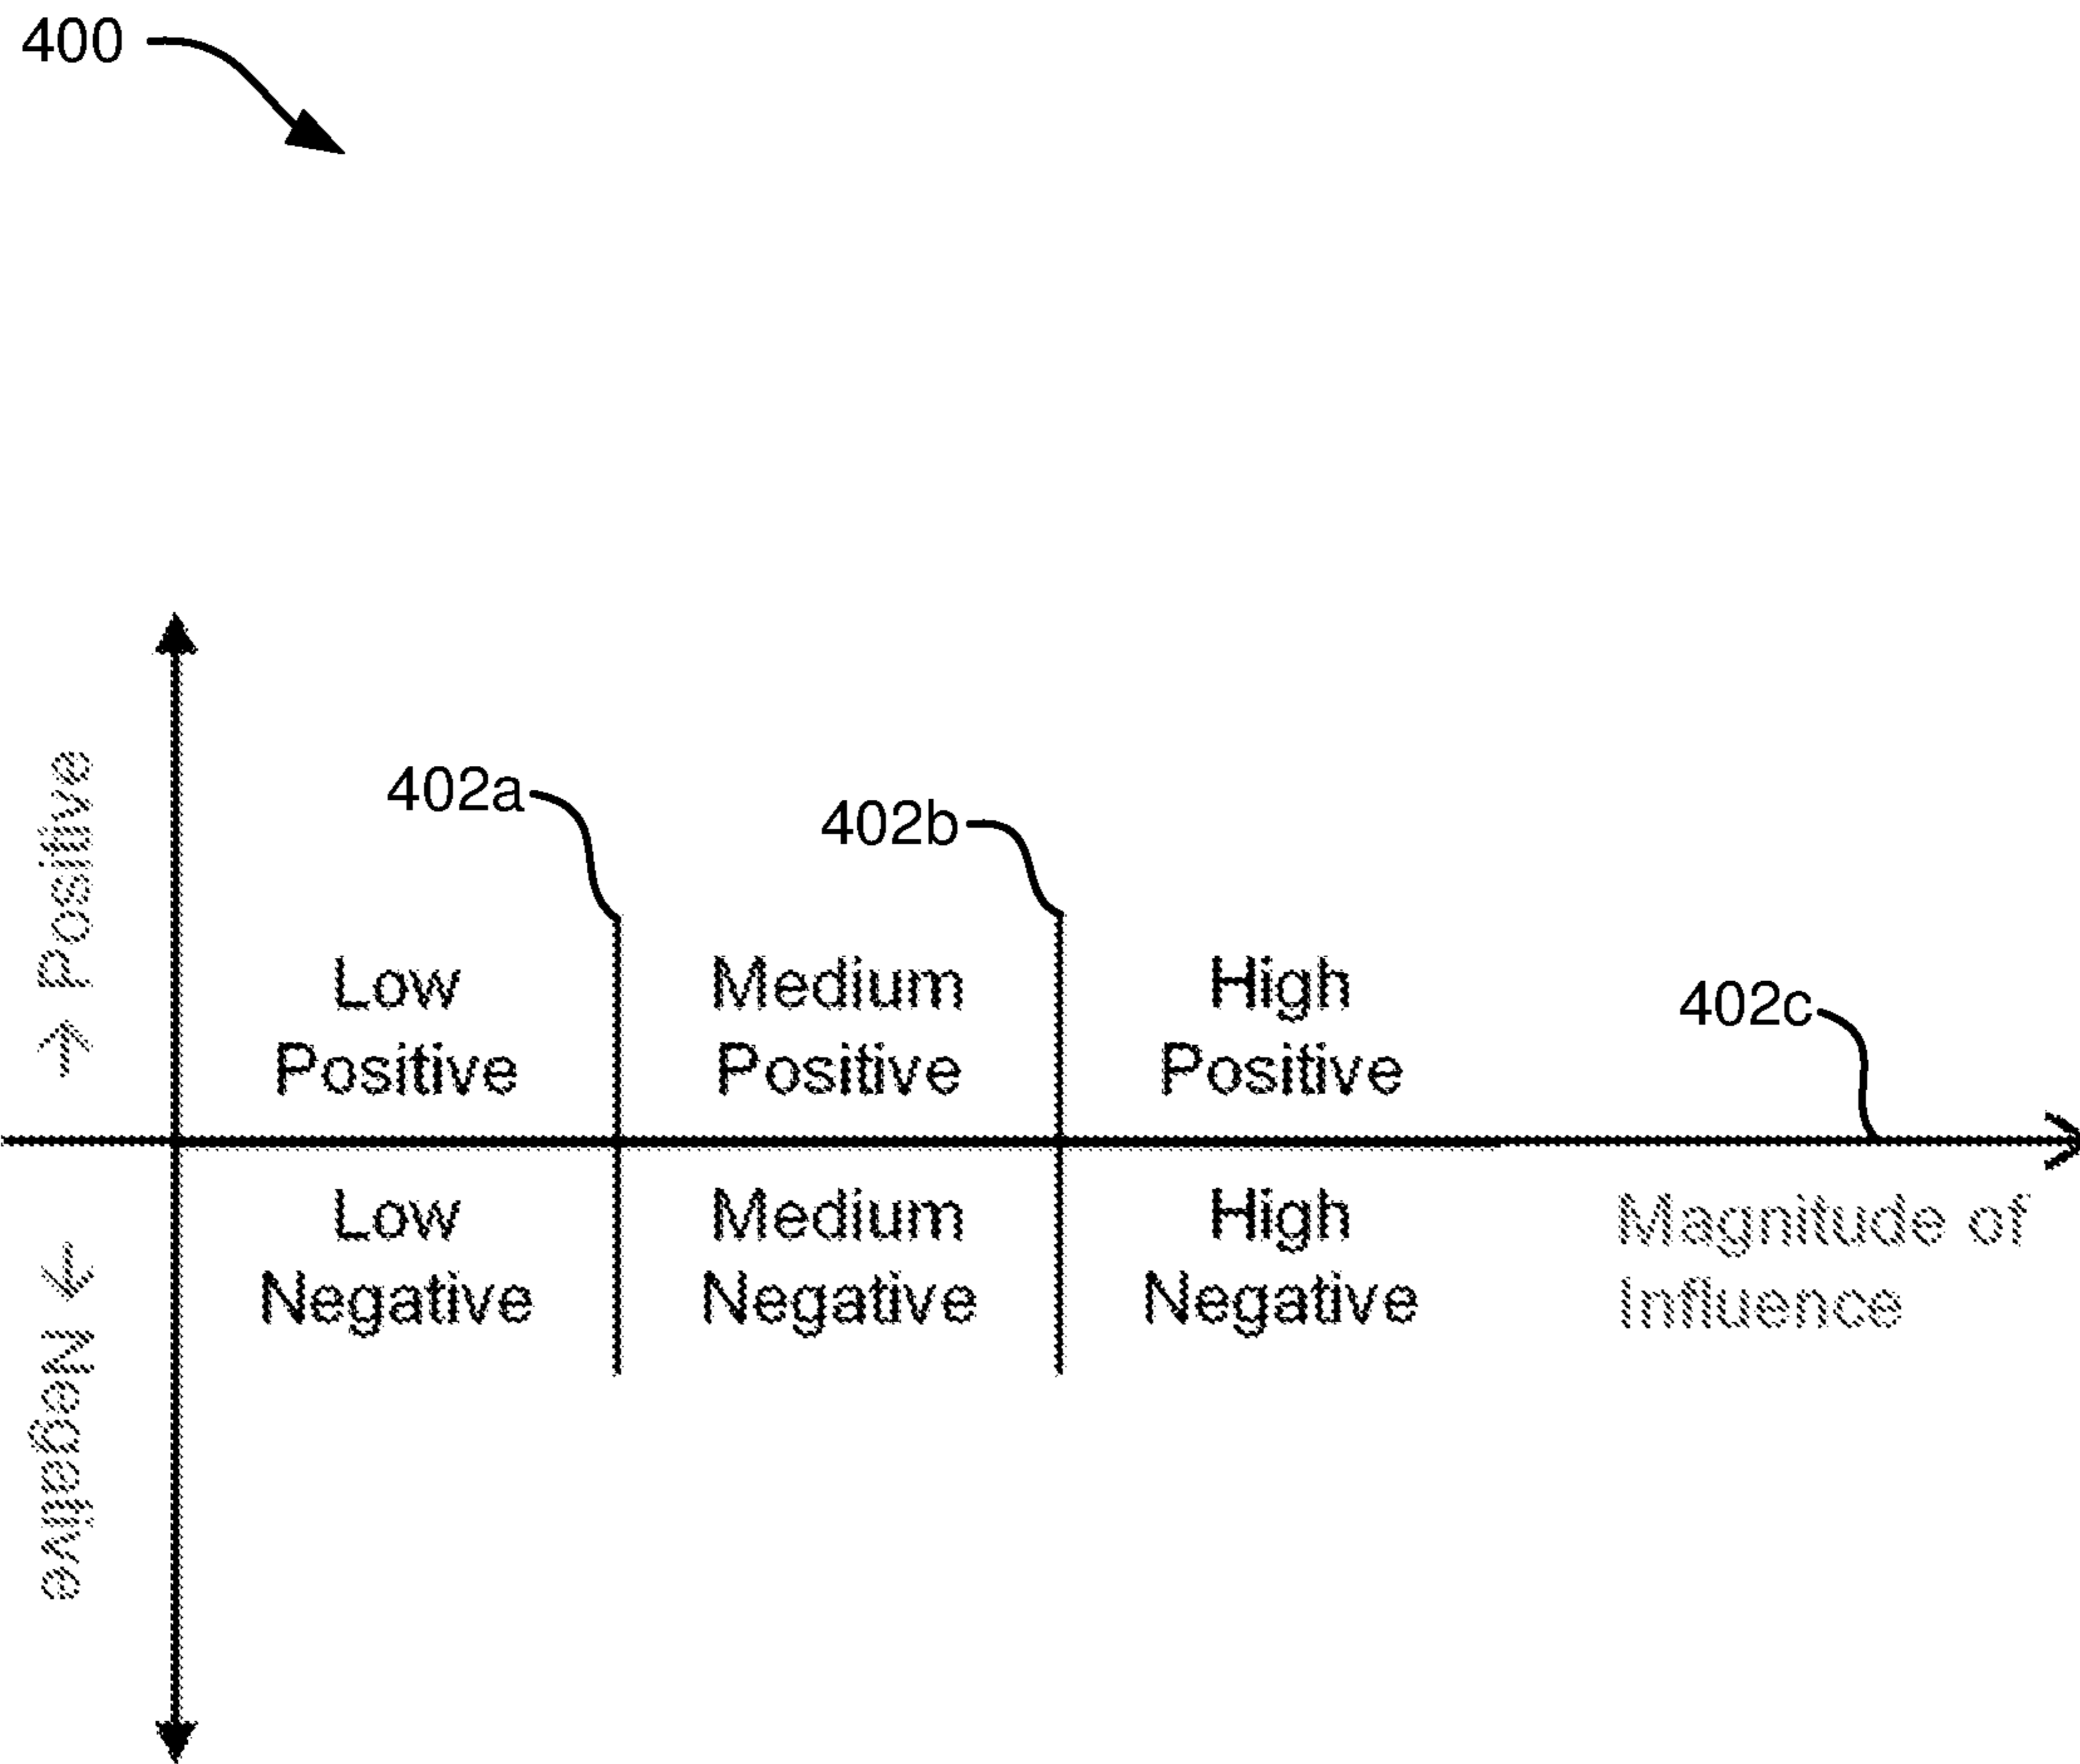 400
Positive
402a
402b
Low
Positive
Medium
Positive
High
Positive
402c
Low
Negative
Medium
Negative
High
Negative
Magnitude of
Influence
Negative